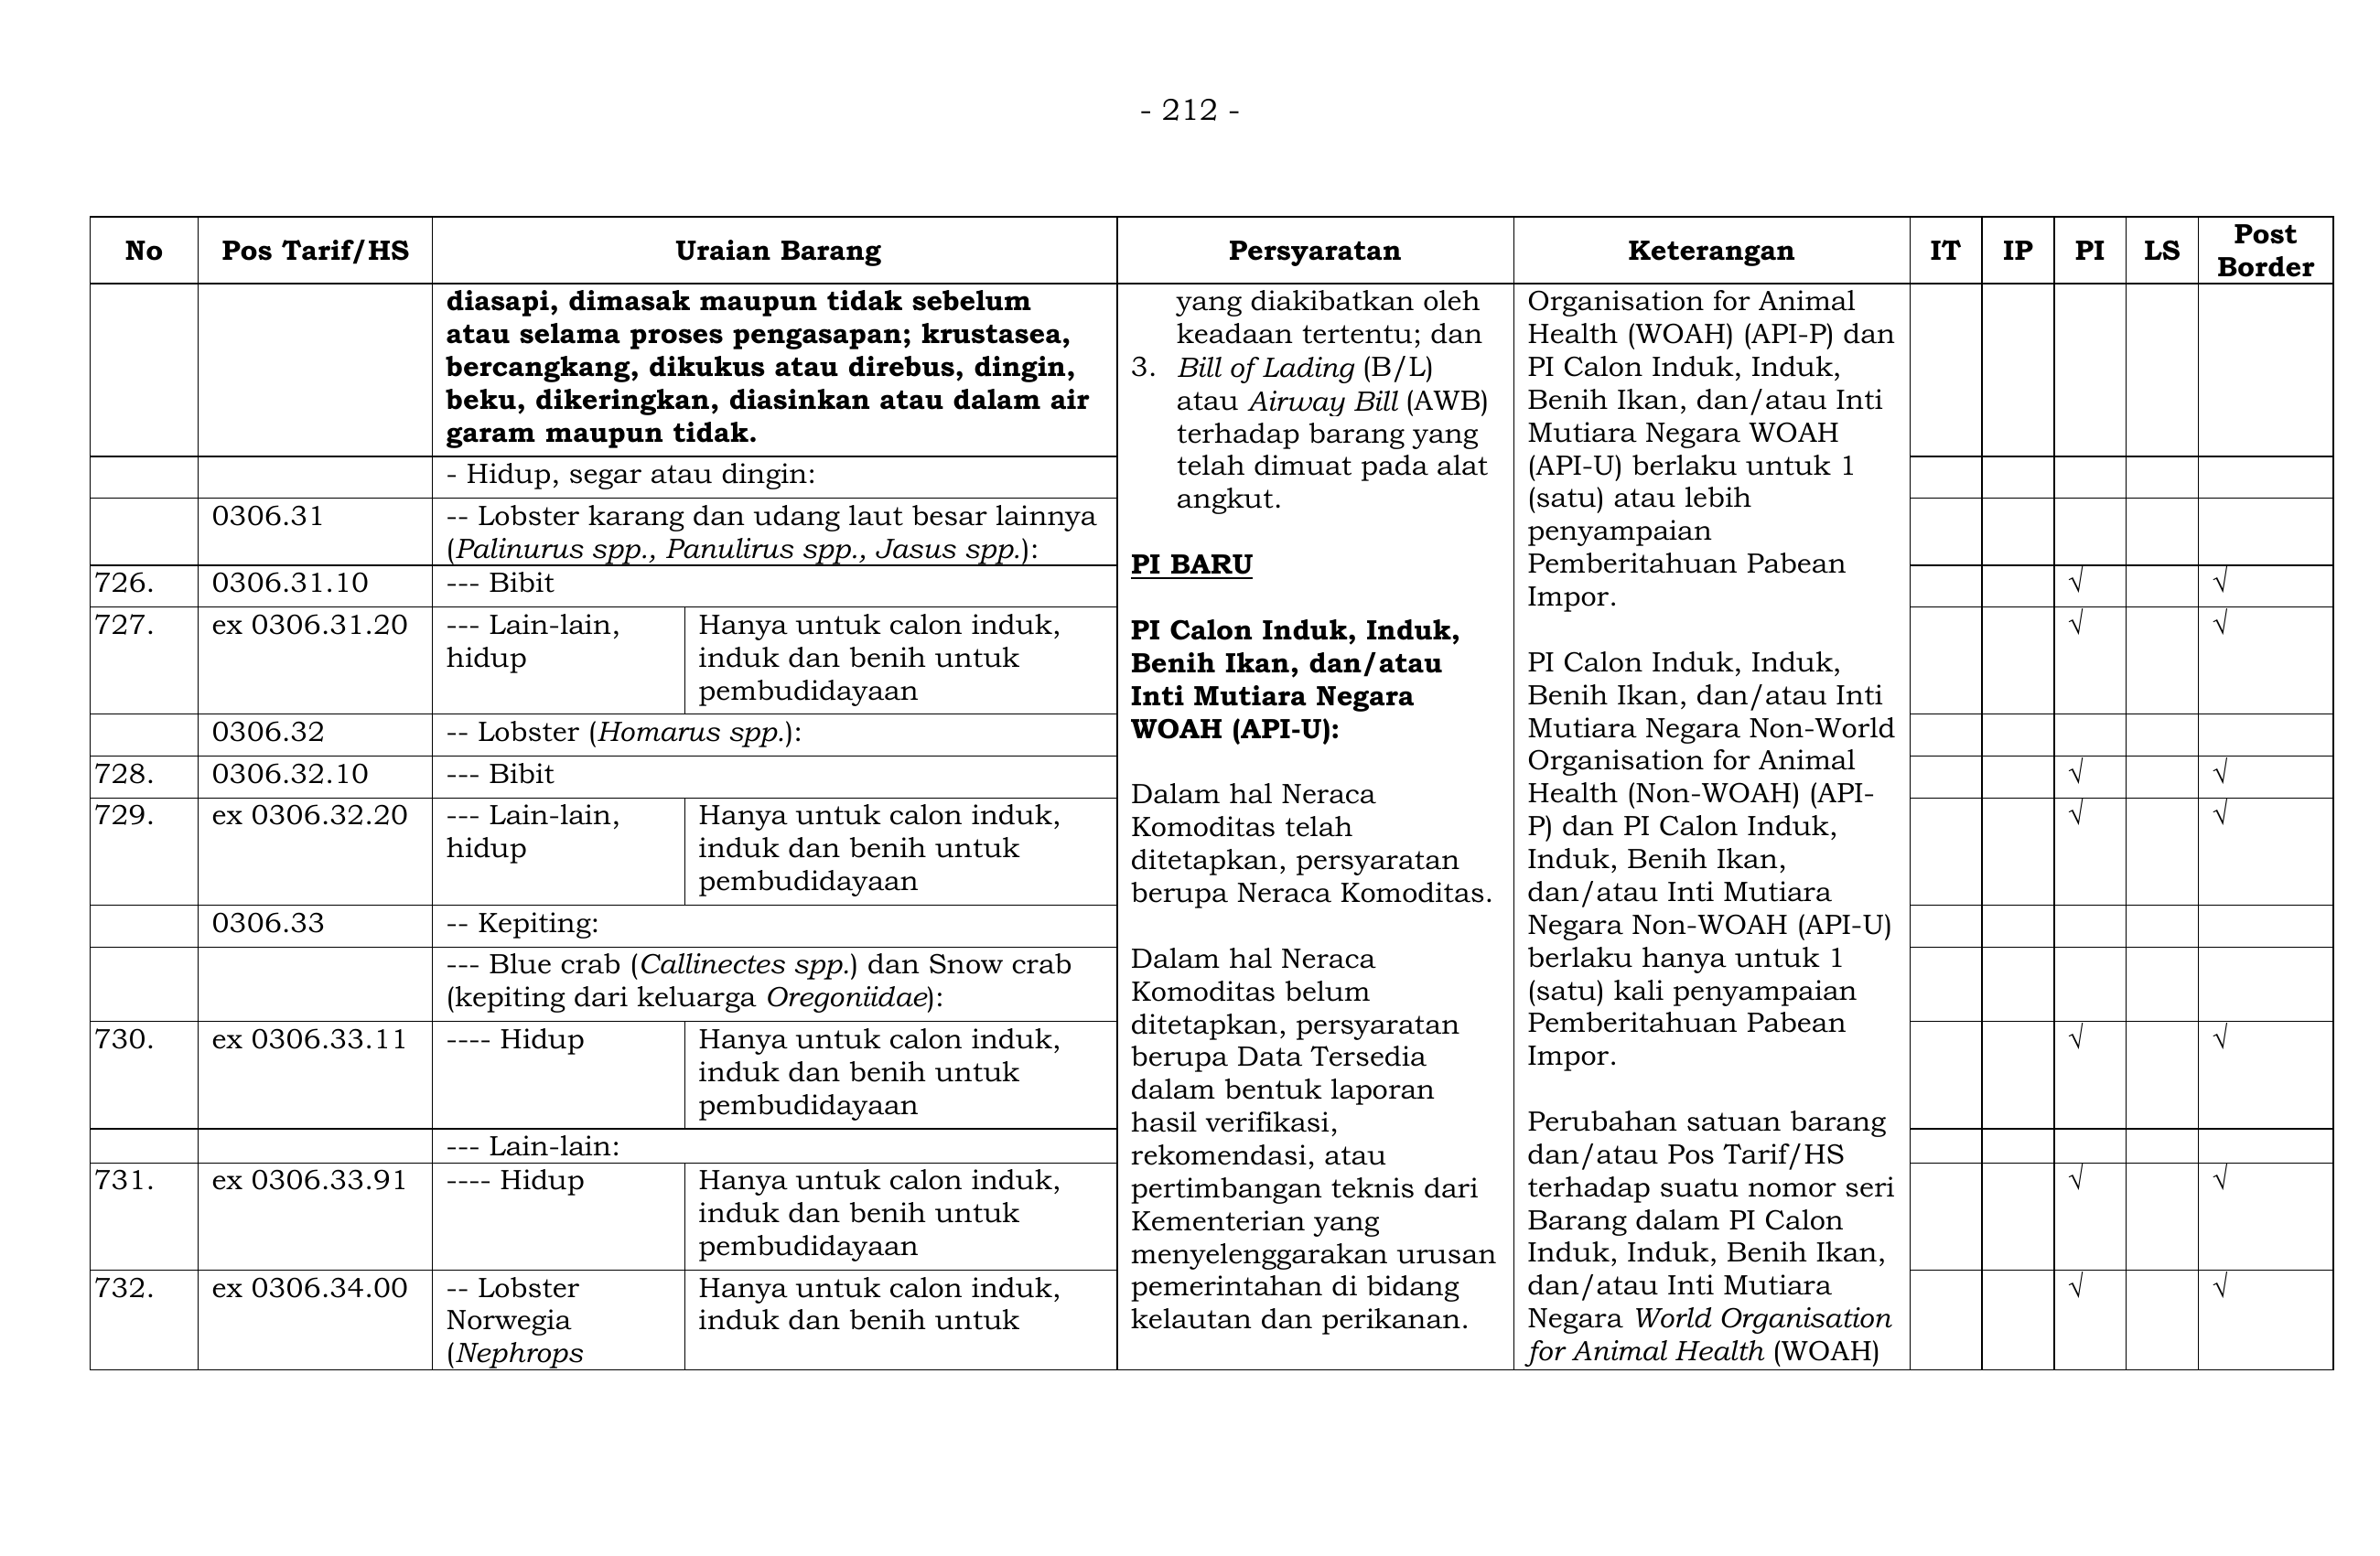 - 212 -
No Pos Tarif/HS Uraian Barang Persyaratan Keterangan IT IP PI LS Post Border
diasapi, dimasak maupun tidak sebelum
atau selama proses pengasapan; krustasea,
bercangkang, dikukus atau direbus, dingin,
beku, dikeringkan, diasinkan atau dalam air
garam maupun tidak.
- Hidup, segar atau dingin:
0306.31 -- Lobster karang dan udang laut besar lainnya
(Palinurus spp., Panulirus spp., Jasus spp.):
726. 0306.31.10 --- Bibit √ √
727. ex 0306.31.20 --- Lain-lain, Hanya untuk calon induk, √ √
hidup induk dan benih untuk
pembudidayaan
0306.32 -- Lobster (Homarus spp.):
728. 0306.32.10 --- Bibit √ √
729. ex 0306.32.20 --- Lain-lain, Hanya untuk calon induk, √ √
hidup induk dan benih untuk
pembudidayaan
0306.33 -- Kepiting:
--- Blue crab (Callinectes spp.) dan Snow crab
(kepiting dari keluarga Oregoniidae):
730. ex 0306.33.11 ---- Hidup Hanya untuk calon induk, √ √
induk dan benih untuk
pembudidayaan
--- Lain-lain:
731. ex 0306.33.91 ---- Hidup Hanya untuk calon induk, √ √
induk dan benih untuk
pembudidayaan
732. ex 0306.34.00 -- Lobster Hanya untuk calon induk, √ √
Norwegia induk dan benih untuk
(Nephrops
yang diakibatkan oleh
keadaan tertentu; dan
3. Bill of Lading (B/L)
atau Airway Bill (AWB)
terhadap barang yang
telah dimuat pada alat
angkut.
PI BARU
PI Calon Induk, Induk,
Benih Ikan, dan/atau
Inti Mutiara Negara
WOAH (API-U):
Dalam hal Neraca
Komoditas telah
ditetapkan, persyaratan
berupa Neraca Komoditas.
Dalam hal Neraca
Komoditas belum
ditetapkan, persyaratan
berupa Data Tersedia
dalam bentuk laporan
hasil verifikasi,
rekomendasi, atau
pertimbangan teknis dari
Kementerian yang
menyelenggarakan urusan
pemerintahan di bidang
kelautan dan perikanan.
Organisation for Animal
Health (WOAH) (API-P) dan
PI Calon Induk, Induk,
Benih Ikan, dan/atau Inti
Mutiara Negara WOAH
(API-U) berlaku untuk 1
(satu) atau lebih
penyampaian
Pemberitahuan Pabean
Impor.
PI Calon Induk, Induk,
Benih Ikan, dan/atau Inti
Mutiara Negara Non-World
Organisation for Animal
Health (Non-WOAH) (API-
P) dan PI Calon Induk,
Induk, Benih Ikan,
dan/atau Inti Mutiara
Negara Non-WOAH (API-U)
berlaku hanya untuk 1
(satu) kali penyampaian
Pemberitahuan Pabean
Impor.
Perubahan satuan barang
dan/atau Pos Tarif/HS
terhadap suatu nomor seri
Barang dalam PI Calon
Induk, Induk, Benih Ikan,
dan/atau Inti Mutiara
Negara World Organisation
for Animal Health (WOAH)